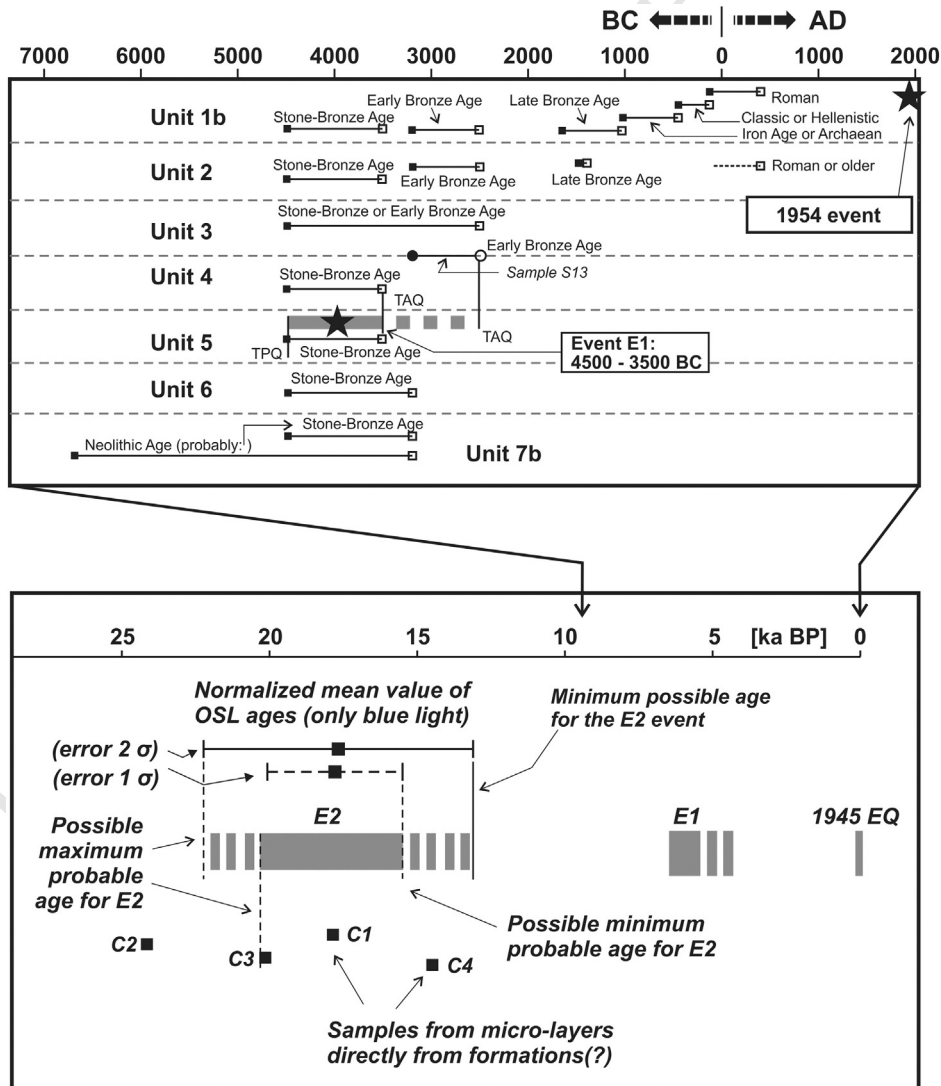 BC AD
7000 6000 5000 4000 3000 2000 1000 0 1000 2000
Unit 1b
Stone-Bronze Age
Early Bronze Age
Late Bronze Age
Roman
Classic or Hellenistic
Iron Age or Archaean
Unit 2
Stone-Bronze Age
Early Bronze Age
Late Bronze Age
Roman or older
1954 event
Unit 3
Stone-Bronze or Early Bronze Age
Early Bronze Age
Sample S13
Unit 4
Stone-Bronze Age
TAQ
TAQ
Unit 5
TPQ
Stone-Bronze Age
Event E1:
4500 - 3500 BC
Unit 6
Stone-Bronze Age
Stone-Bronze Age
Neolithic Age (probably: )
Unit 7b
25 20 15 10 5 [ka BP] 0
Normalized mean value of
OSL ages (only blue light)
Minimum possible age
for the E2 event
(error 2 σ)
(error 1 σ)
E2
E1
1945 EQ
Possible
maximum
probable
age for E2
Possible minimum
probable age for E2
C2
C3
C1
C4
Samples from micro-layers
directly from formations(?)